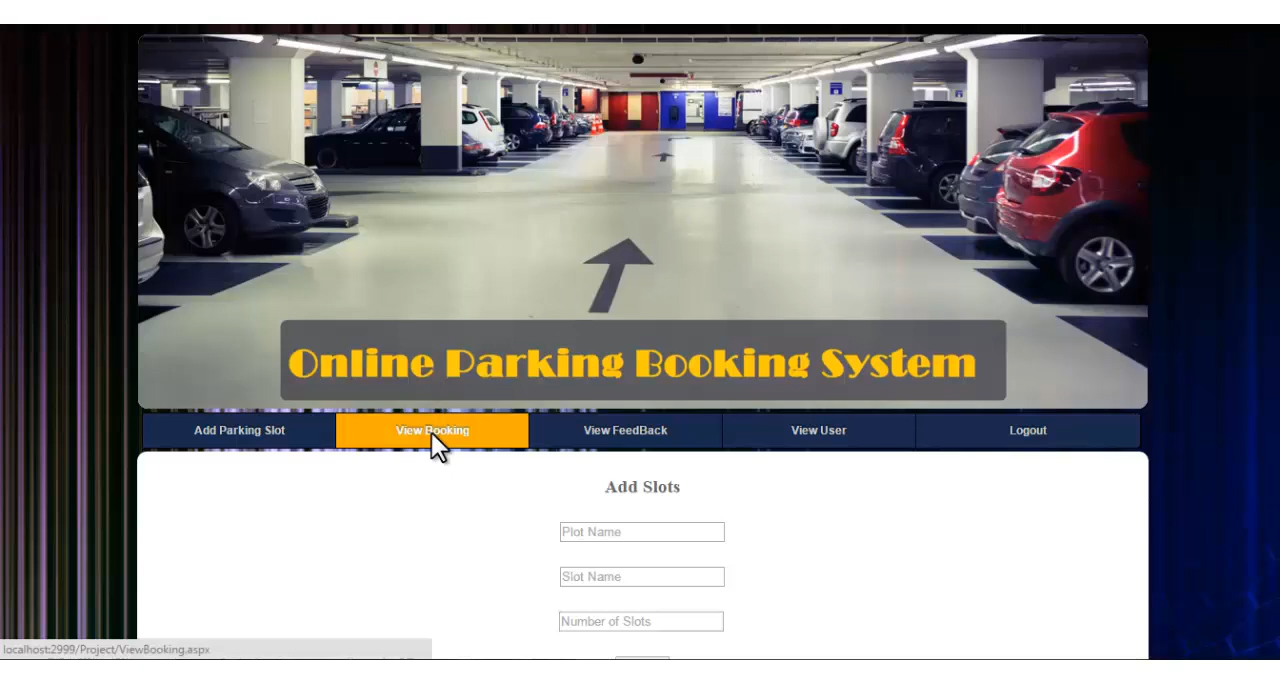 Online Parking Booking System
Add Parking Slot
View Booking
View FeedBack
View User
Logout
Add Slots
Plot Name
Slot Name
Number of Slots
localhost:2999/Project/ViewBooking.aspx